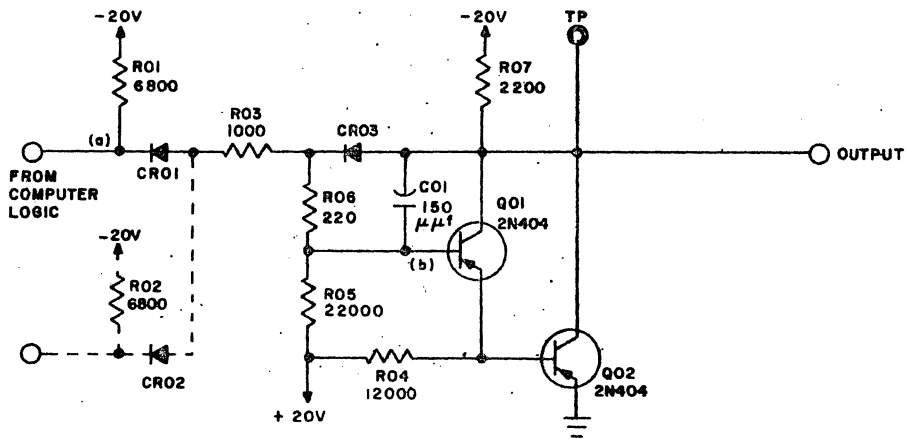 -20V
R01
6800
(a)
FROM
COMPUTER
LOGIC
CR01
R03
1000
CR03
-20V
R07
2200
TP
OUTPUT
R06
220
C01
150
μμf
Q01
2N404
(b)
-20V
R02
6800
CR02
R05
22000
R04
12000
+20V
Q02
2N404